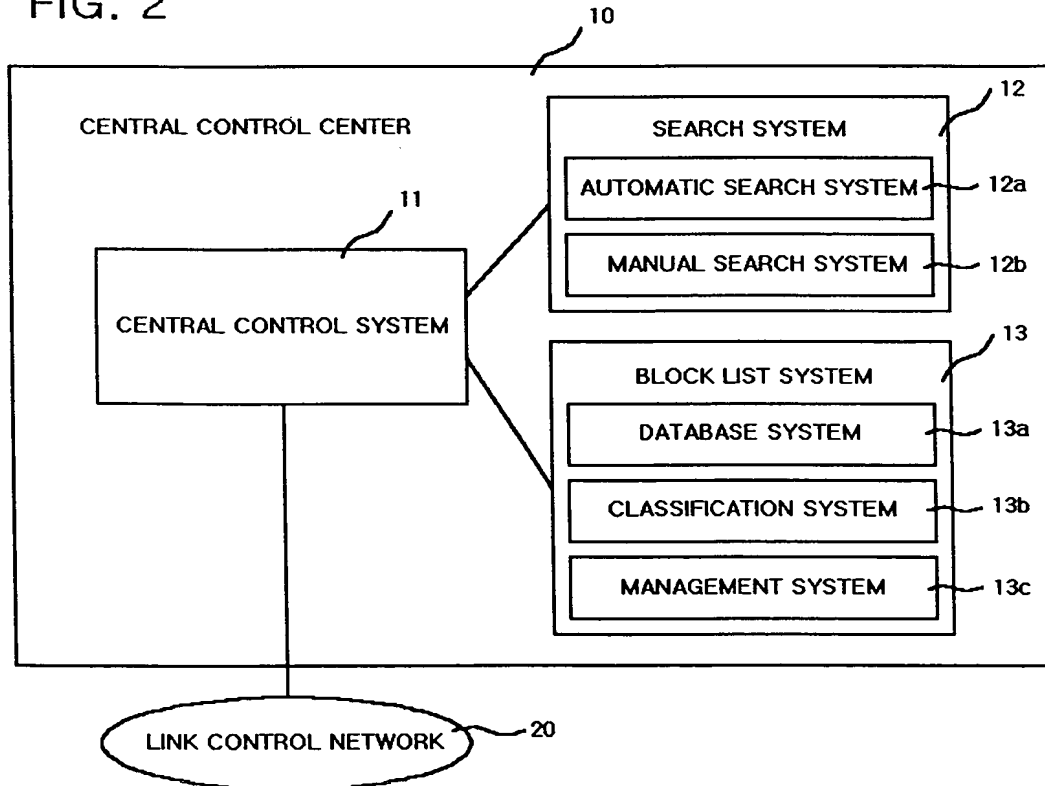 FIG. 2
10
CENTRAL CONTROL CENTER
11
CENTRAL CONTROL SYSTEM
12
SEARCH SYSTEM
AUTOMATIC SEARCH SYSTEM
12a
MANUAL SEARCH SYSTEM
12b
13
BLOCK LIST SYSTEM
DATABASE SYSTEM
13a
CLASSIFICATION SYSTEM
13b
MANAGEMENT SYSTEM
13c
LINK CONTROL NETWORK
20